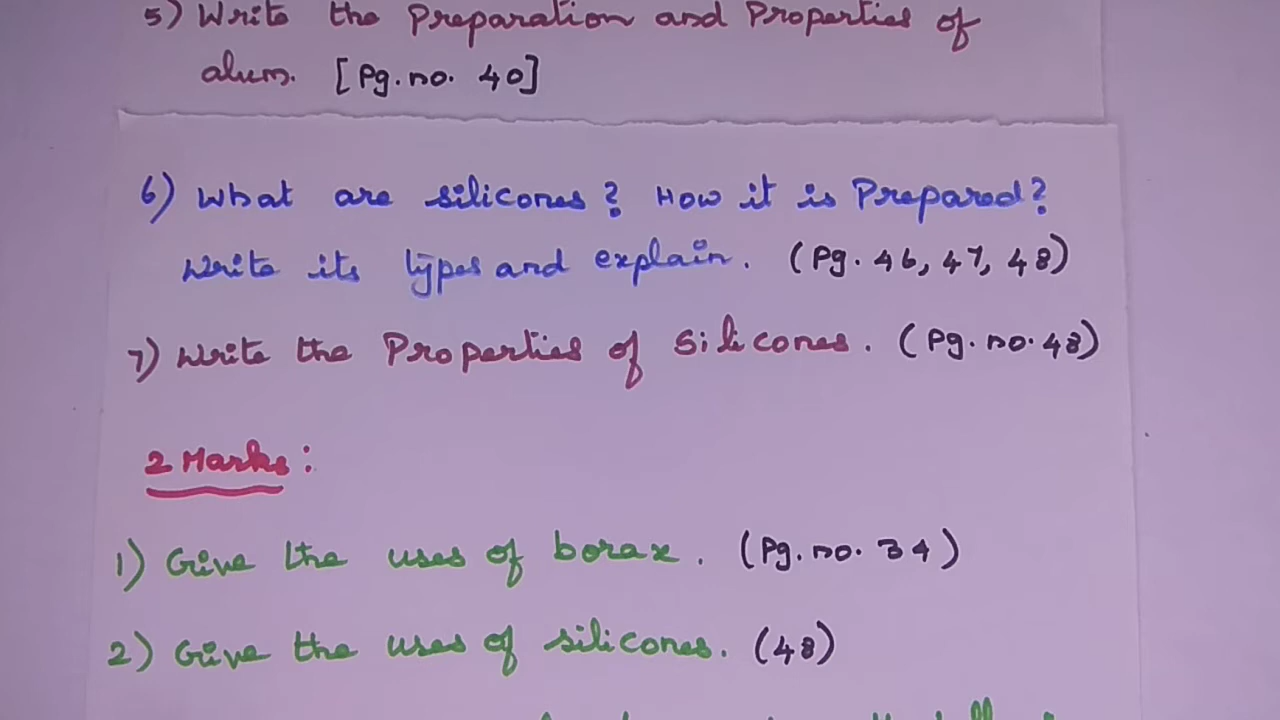 5) Write the Preparation and Properties of
alum. [Pg. no. 40]
6) What are silicones? How it is Prepared?
Write its types and explain. (Pg. 46, 47, 48)
7) Write the Properties of Silicones. (Pg. no. 48)
2 Marks:
1) Give the uses of borax. (Pg. no. 34)
2) Give the uses of silicones. (48)